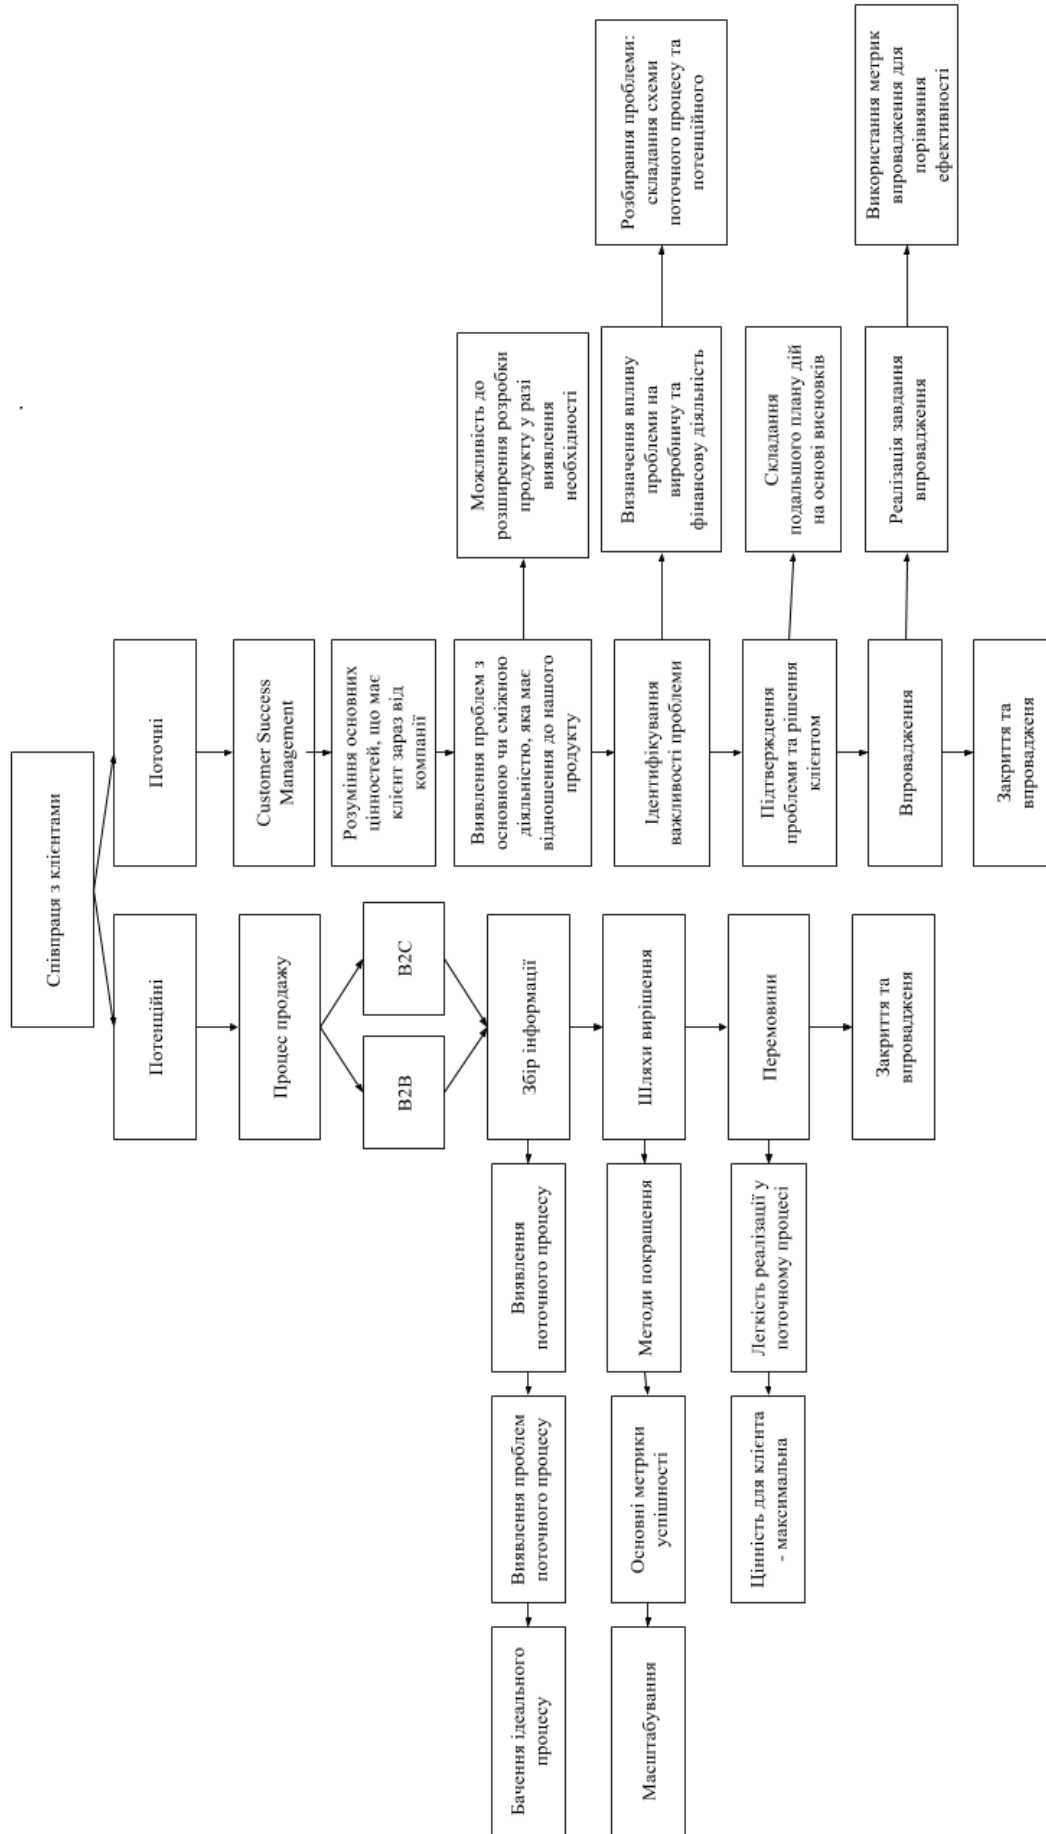 Співпраця з клієнтами
Потенційні
Поточні
Процес продажу
Customer Success
Management
B2B
B2C
Розуміння основних
цінностей, що має
клієнт зараз від
компанії
Бачення ідеального
процесу
Виявлення проблем
поточного процесу
Виявлення
поточного процесу
Збір інформації
Виявлення проблем з
основною чи сміжною
діяльністю, яка має
відношення до нашого
продукту
Можливість до
розширення розробки
продукту у разі
виявлення
необхідності
Масштабування
Основні метрики
успішності
Методи покращення
Шляхи вирішення
Ідентифікування
важливості проблеми
Визначення впливу
проблеми на
виробничу та
фінансову діяльність
Розбирання проблеми:
складання схеми
поточного процесу та
потенційного
Цінність для клієнта
- максимальна
Легкість реалізації у
поточному процесі
Перемовини
Підтвердження
проблеми та рішення
клієнтом
Складання
подальшого плану дій
на основі висновків
Закриття та
впровадженя
Впровадження
Реалізація завдання
впровадження
Використання метрик
впровадження для
порівняння
ефективності
Закриття та
впровадженя